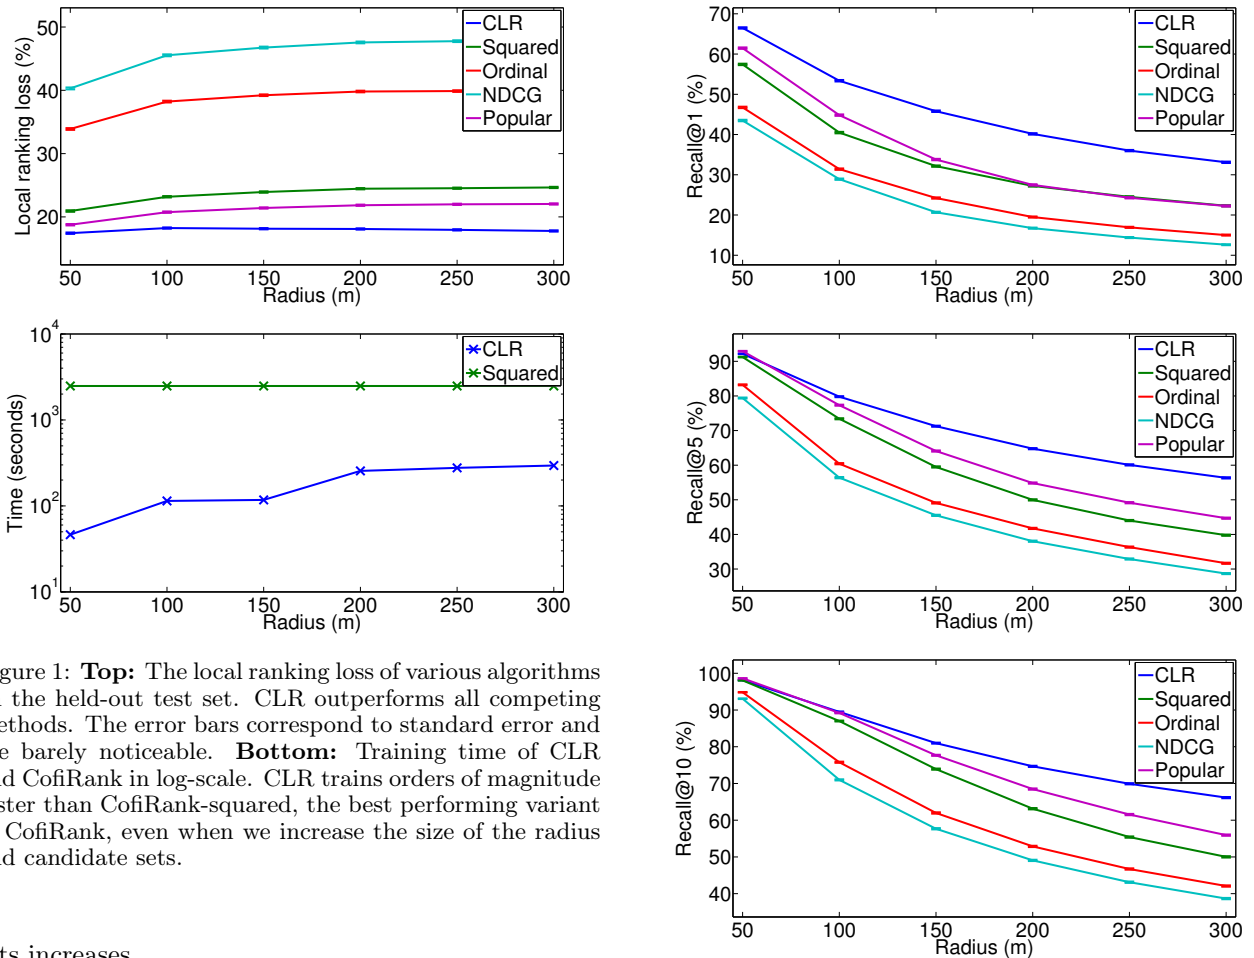 50
40
30
20
Local ranking loss (%)
CLR
Squared
Ordinal
NDCG
Popular
50 100 150 200 250 300
Radius (m)
10^4
10^3
10^2
10^1
Time (seconds)
CLR
Squared
50 100 150 200 250 300
Radius (m)
gure 1: Top: The local ranking loss of various algorithms
the held-out test set. CLR outperforms all competing
ethods. The error bars correspond to standard error and
e barely noticeable. Bottom: Training time of CLR
nd CofiRank in log-scale. CLR trains orders of magnitude
ster than CofiRank-squared, the best performing variant
CofiRank, even when we increase the size of the radius
nd candidate sets.
ts increases
70
60
50
40
30
20
10
Recall@1 (%)
CLR
Squared
Ordinal
NDCG
Popular
50 100 150 200 250 300
Radius (m)
90
80
70
60
50
40
30
Recall@5 (%)
CLR
Squared
Ordinal
NDCG
Popular
50 100 150 200 250 300
Radius (m)
100
90
80
70
60
50
40
Recall@10 (%)
CLR
Squared
Ordinal
NDCG
Popular
50 100 150 200 250 300
Radius (m)